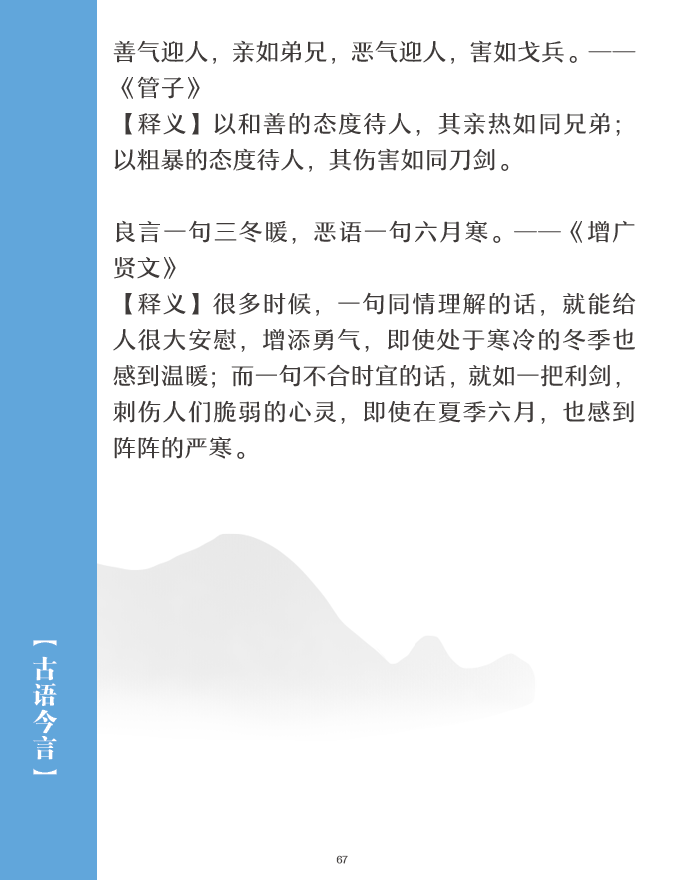 善气迎人，亲如弟兄，恶气迎人，害如戈兵。——
《管子》
【释义】以和善的态度待人，其亲热如同兄弟；
以粗暴的态度待人，其伤害如同刀剑。
良言一句三冬暖，恶语一句六月寒。——《增广
贤文》
【释义】很多时候，一句同情理解的话，就能给
人很大安慰，增添勇气，即使处于寒冷的冬季也
感到温暖；而一句不合时宜的话，就如一把利剑，
刺伤人们脆弱的心灵，即使在夏季六月，也感到
阵阵的严寒。
【古语今言】
67